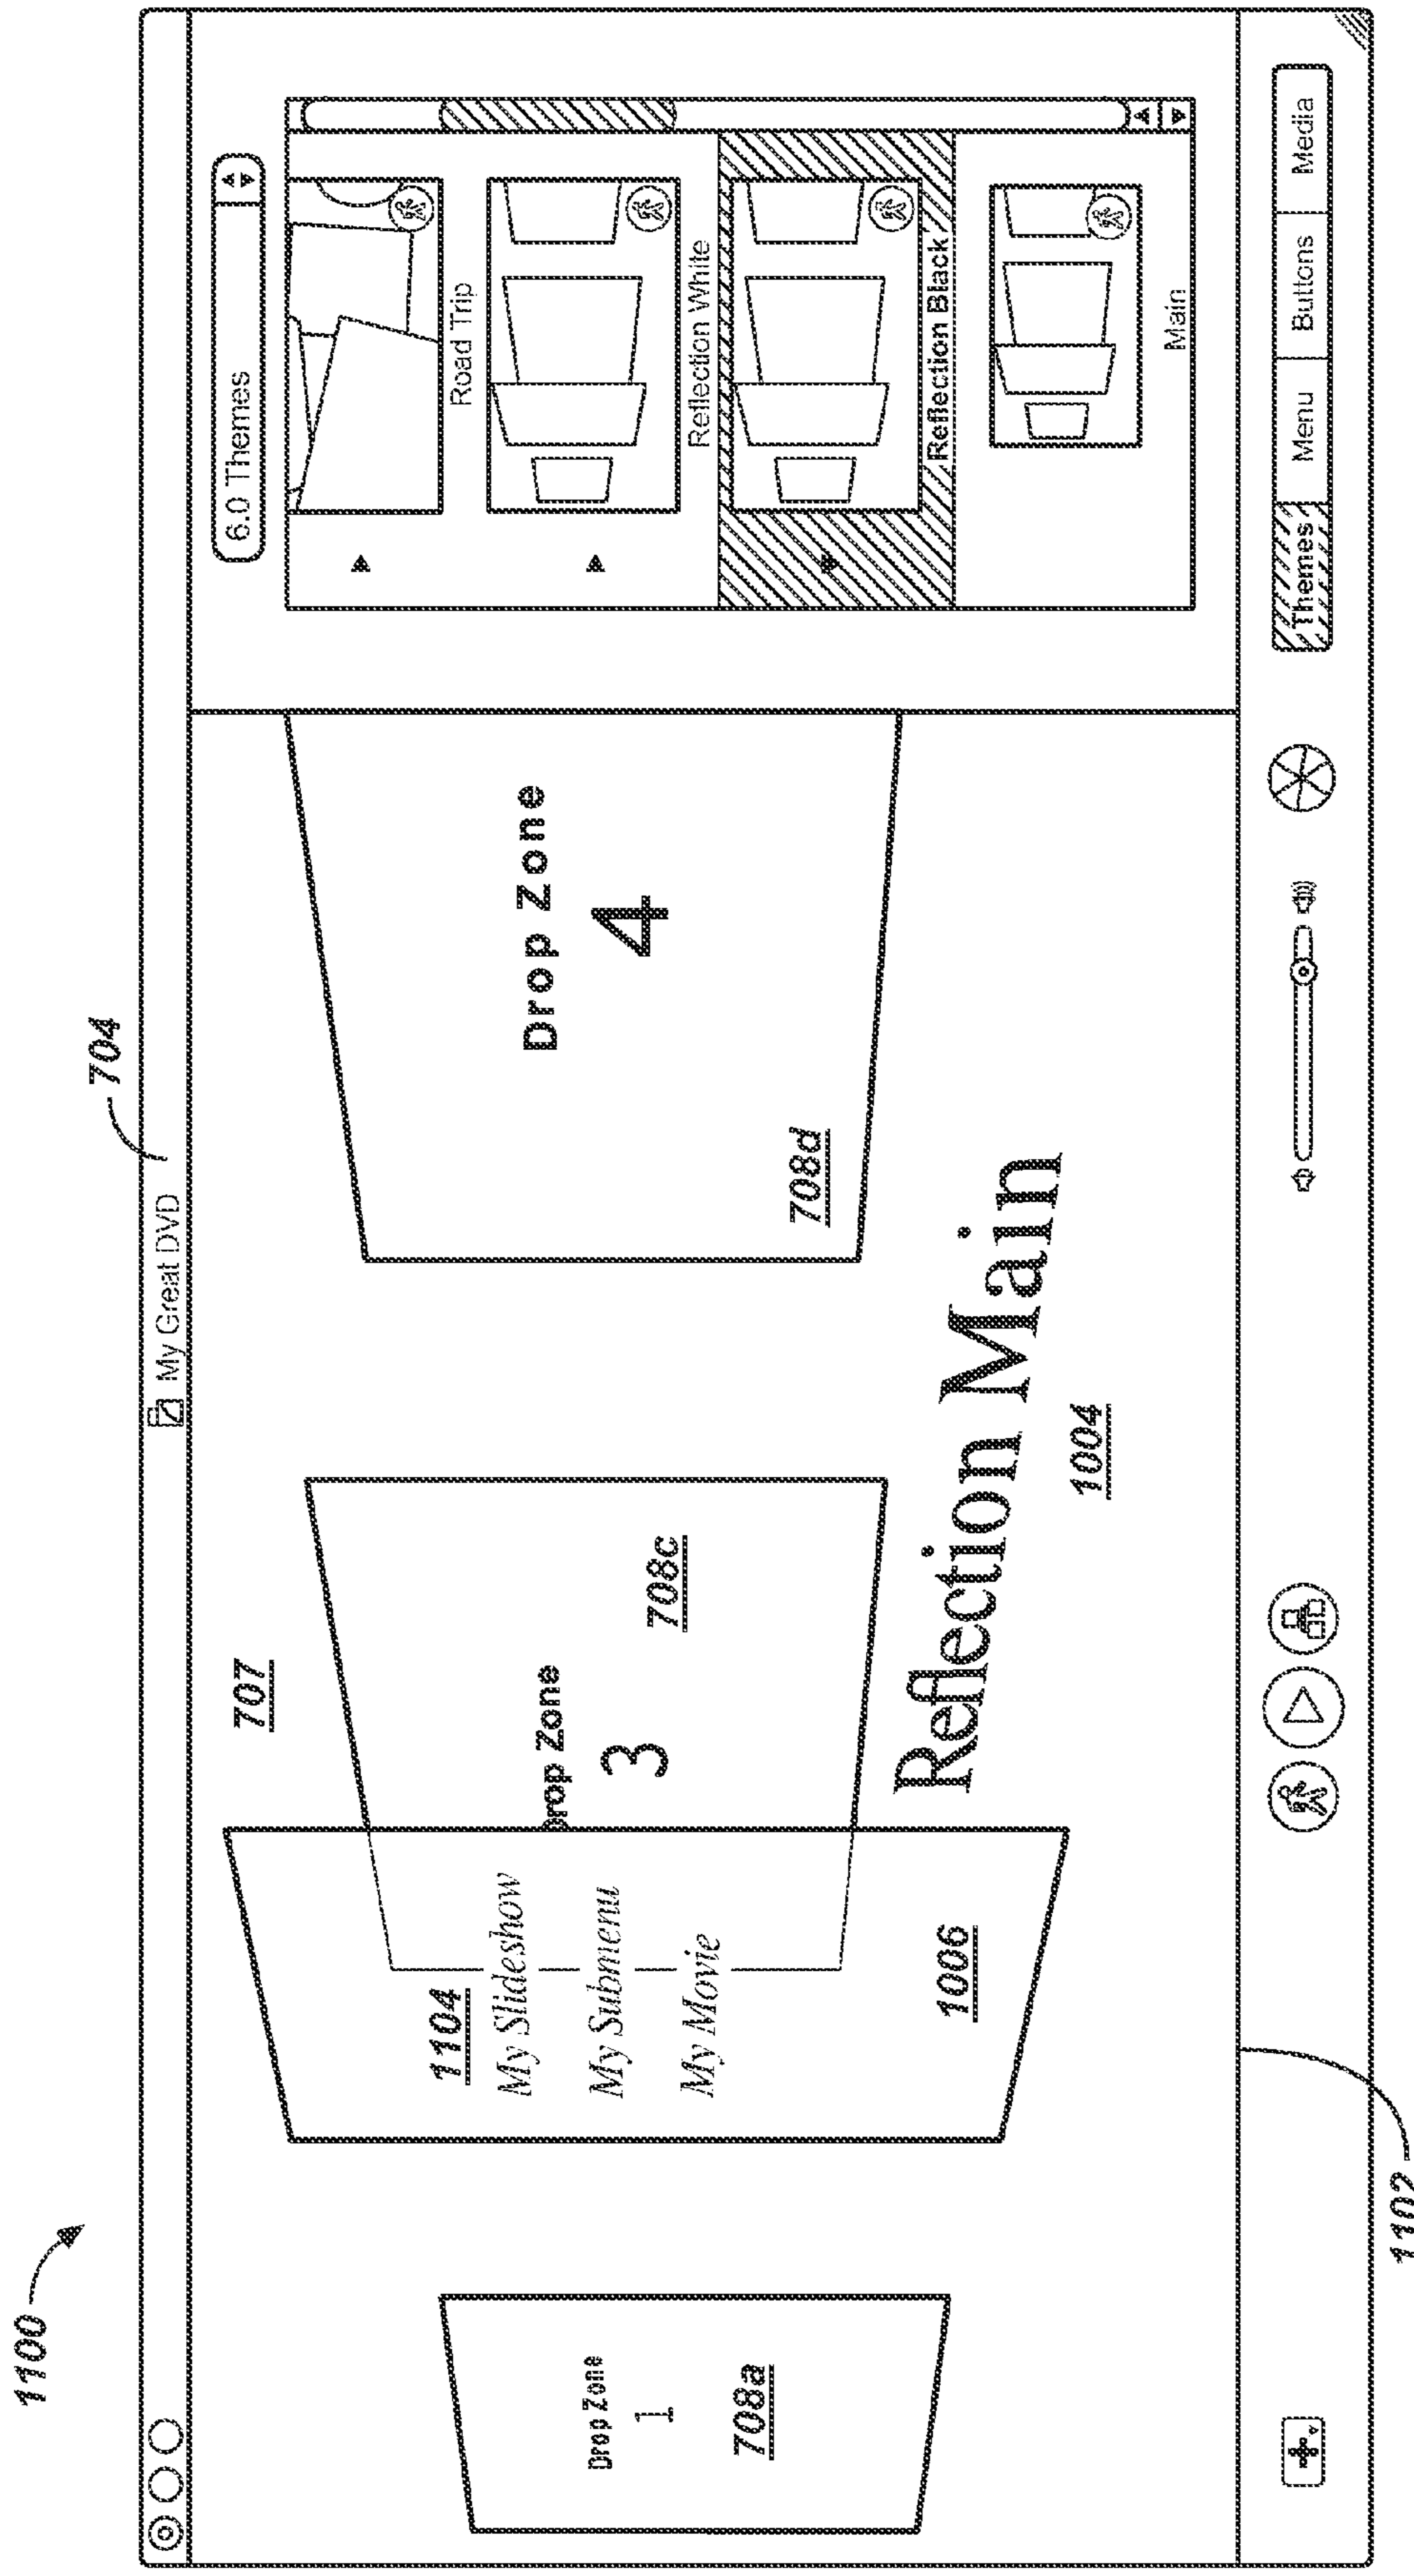 1100
704
My Great DVD
707
6.0 Themes
Road Trip
Reflection White
Reflection Black
Main
Drop Zone
1
708a
1104
My Slideshow
My Submenu
My Movie
1006
Drop Zone
3
708c
Drop Zone
4
708d
Reflection Main
1004
Themes
Menu
Buttons
Media
1102